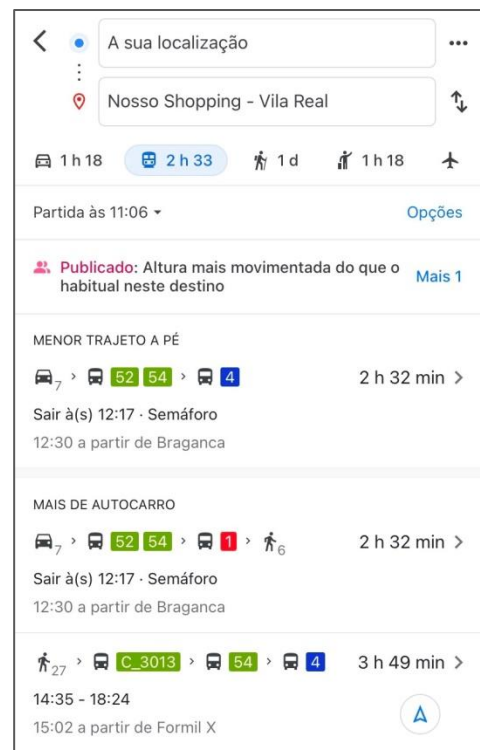 A sua localização
Nosso Shopping - Vila Real
1 h 18 2 h 33 1 d 1 h 18
Partida às 11:06 Opções
Publicado: Altura mais movimentada do que o
habitual neste destino Mais 1
MENOR TRAJETO A PÉ
7 52 54 4 2 h 32 min
Sair à(s) 12:17 · Semáforo
12:30 a partir de Braganca
MAIS DE AUTOCARRO
7 52 54 1 6 2 h 32 min
Sair à(s) 12:17 · Semáforo
12:30 a partir de Braganca
27 C_3013 54 4 3 h 49 min
14:35 - 18:24
15:02 a partir de Formil X